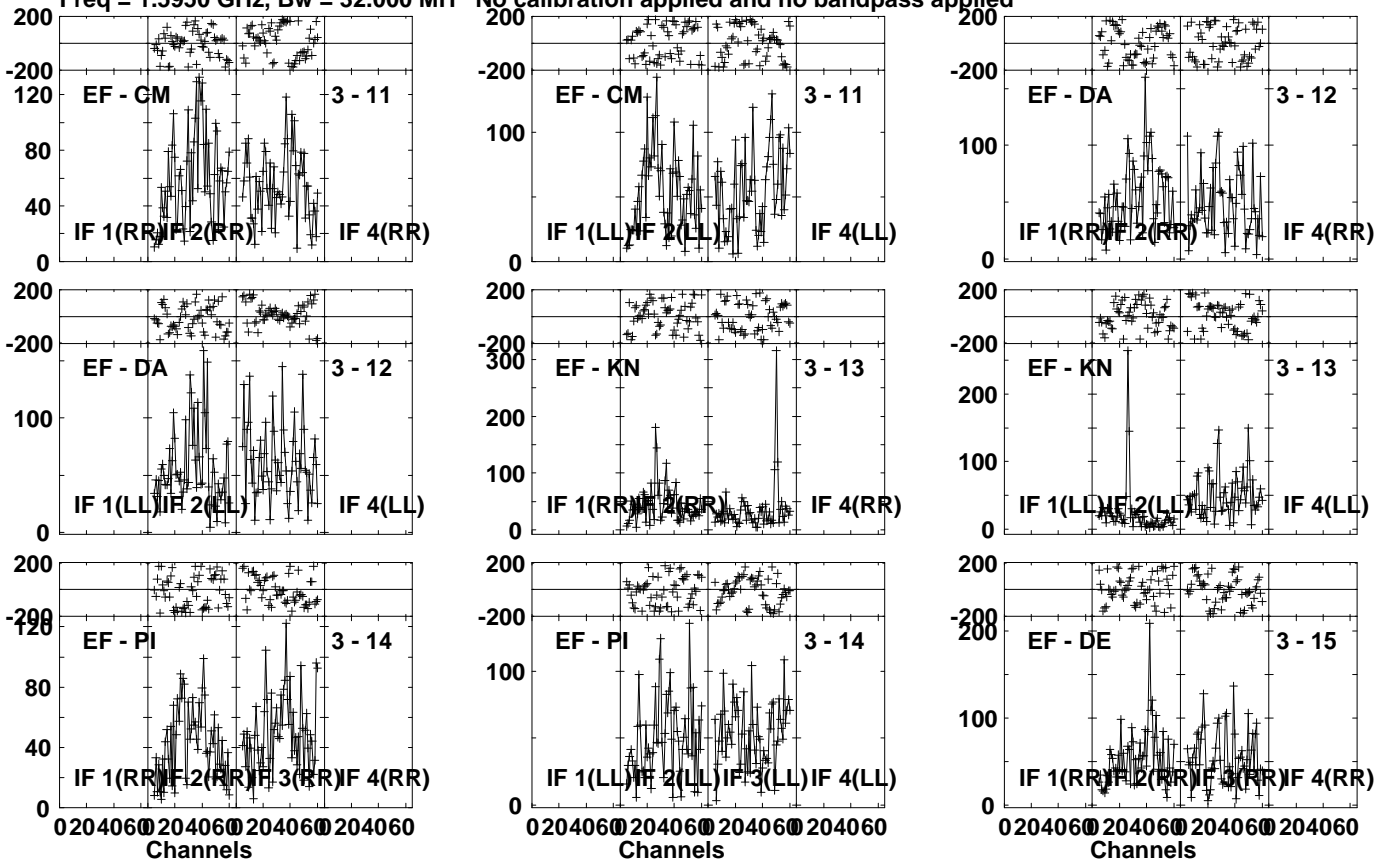 Freq = 1.5950 GHz, Bw = 32.000 MH No calibration applied and no bandpass applied
200 200 200
-200 -200 -200
EF - CM 3 - 11
120
80
40
0
IF 1(RR) IF 2(RR) IF 4(RR)
EF - CM 3 - 11
100
0
IF 1(LL) IF 2(LL) IF 4(LL)
EF - DA 3 - 12
100
0
IF 1(RR) IF 2(RR) IF 4(RR)
200 200 200
-200 -200 -200
EF - DA 3 - 12
100
0
IF 1(LL) IF 2(LL) IF 4(LL)
EF - KN 3 - 13
300
200
100
0
IF 1(RR) IF 2(RR) IF 4(RR)
EF - KN 3 - 13
200
100
0
IF 1(LL) IF 2(LL) IF 4(LL)
200 200 200
-200 -200 -200
EF - PI 3 - 14
120
80
40
0
IF 1(RR) IF 2(RR) IF 3(RR) IF 4(RR)
EF - PI 3 - 14
100
0
IF 1(LL) IF 2(LL) IF 3(LL) IF 4(LL)
EF - DE 3 - 15
200
100
0
IF 1(RR) IF 2(RR) IF 3(RR) IF 4(RR)
0 20 40 60 0 20 40 60 0 20 40 60 0 20 40 60
0 20 40 60 0 20 40 60 0 20 40 60 0 20 40 60
0 20 40 60 0 20 40 60 0 20 40 60 0 20 40 60
Channels Channels Channels